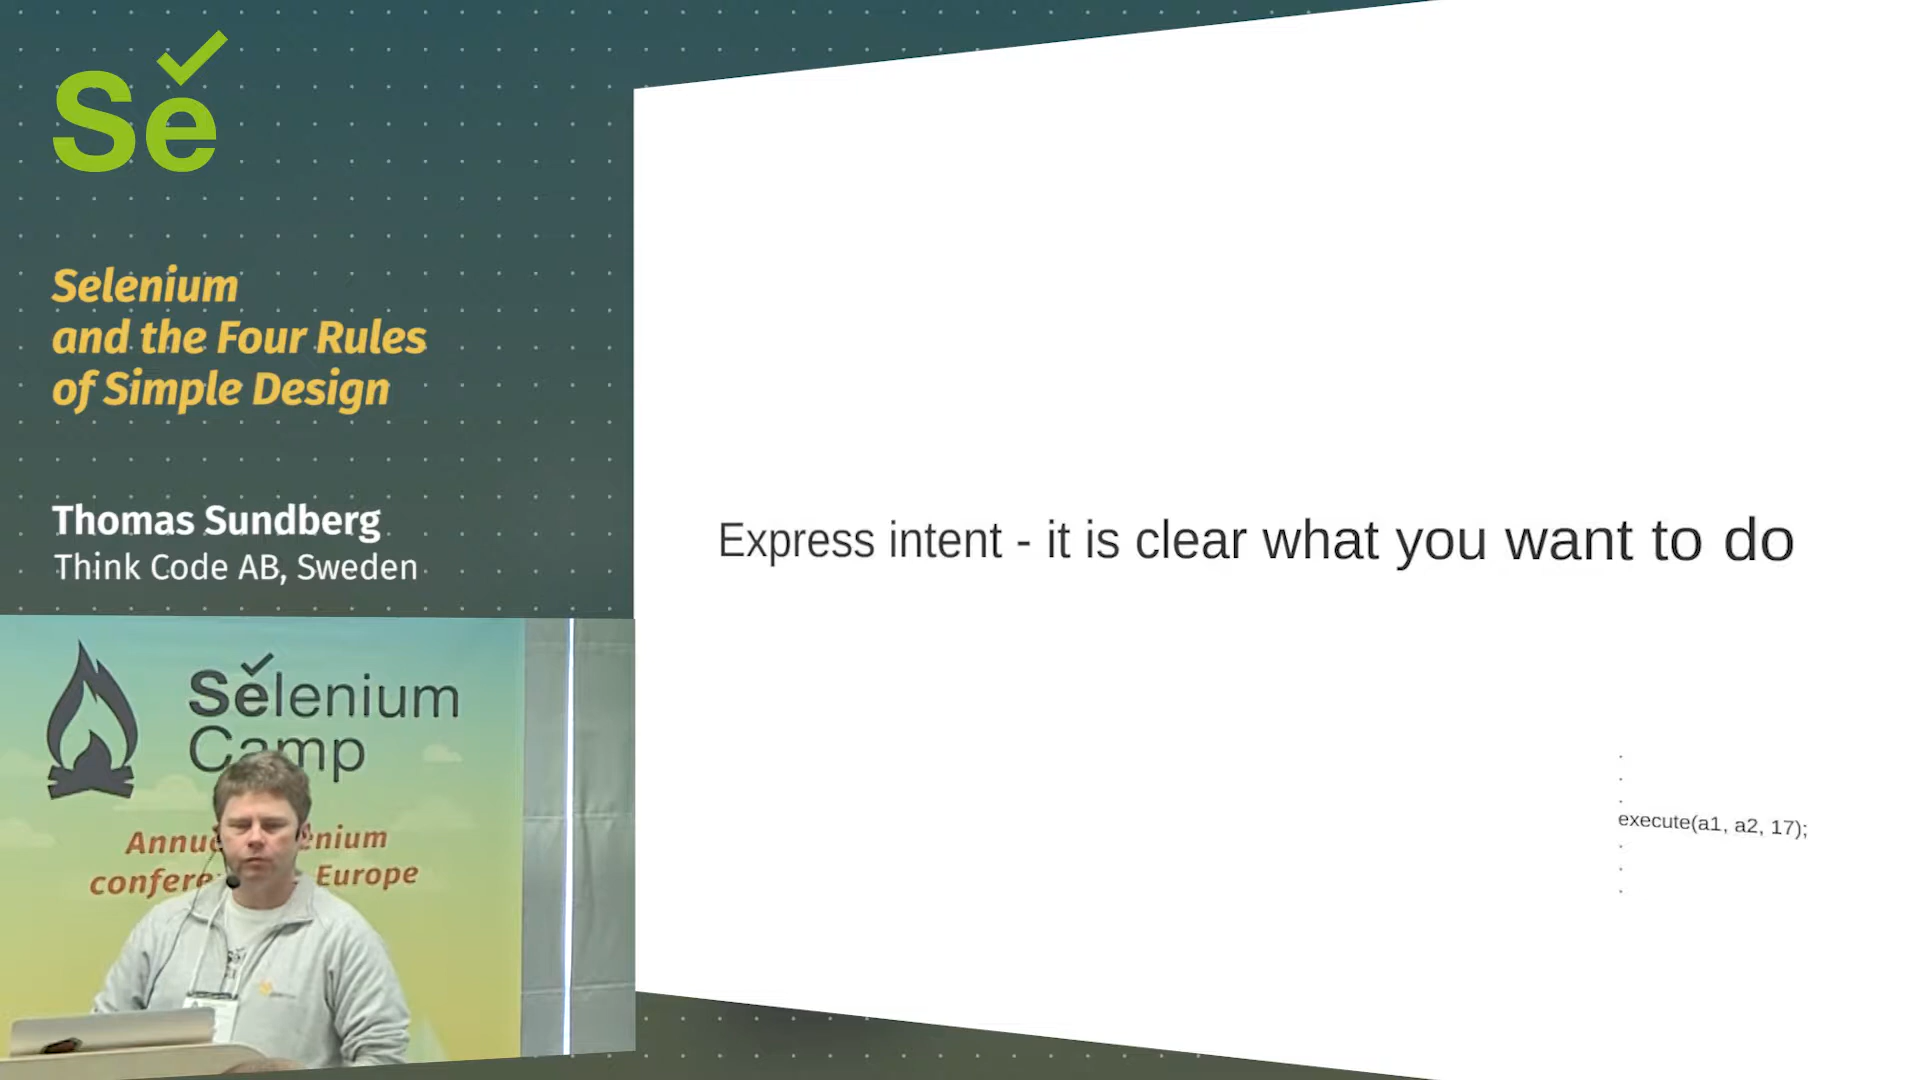 Se
Selenium
and the Four Rules
of Simple Design
Thomas Sundberg
Think Code AB, Sweden
Selenium
Camp
Express intent - it is clear what you want to do
.
.
.
execute(a1, a2, 17);
.
.
.